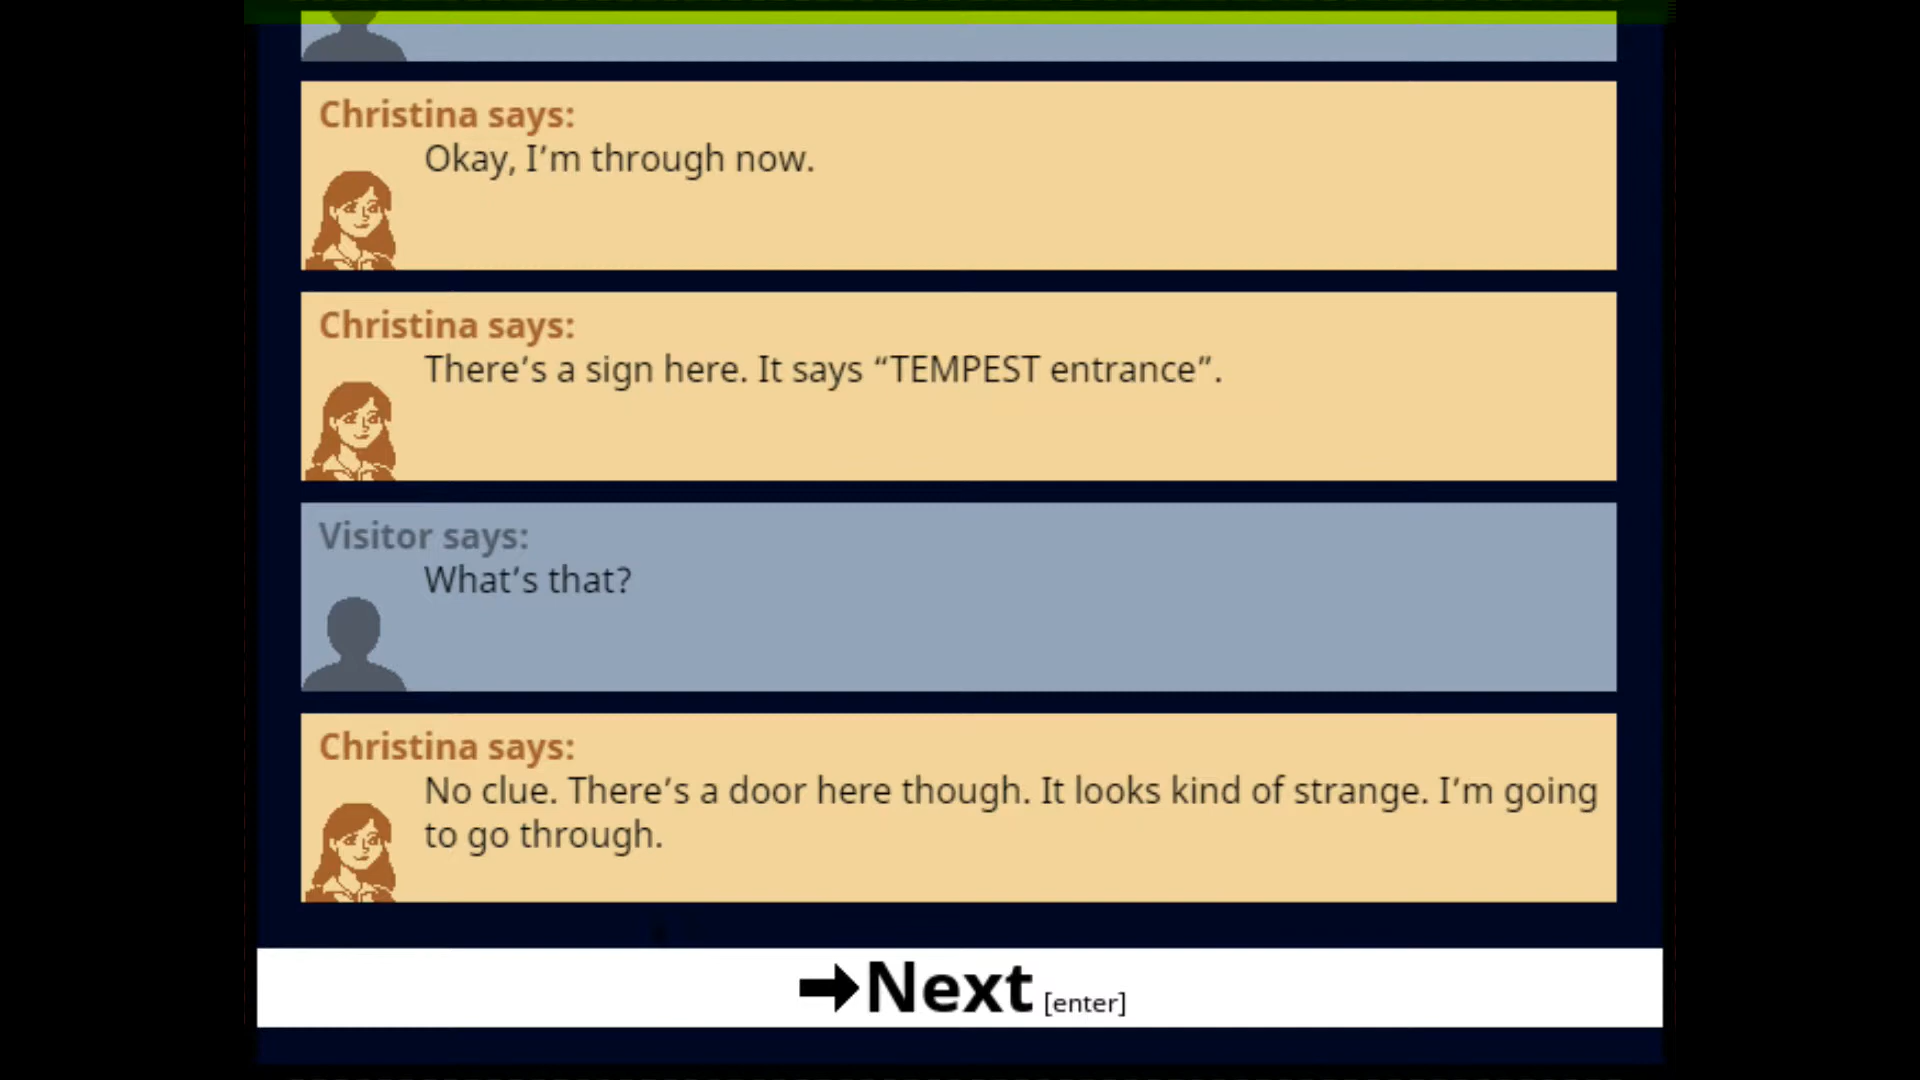 Christina says:
Okay, I’m through now.
Christina says:
There’s a sign here. It says “TEMPEST entrance”.
Visitor says:
What’s that?
Christina says:
No clue. There’s a door here though. It looks kind of strange. I’m going
to go through.
➡Next [enter]